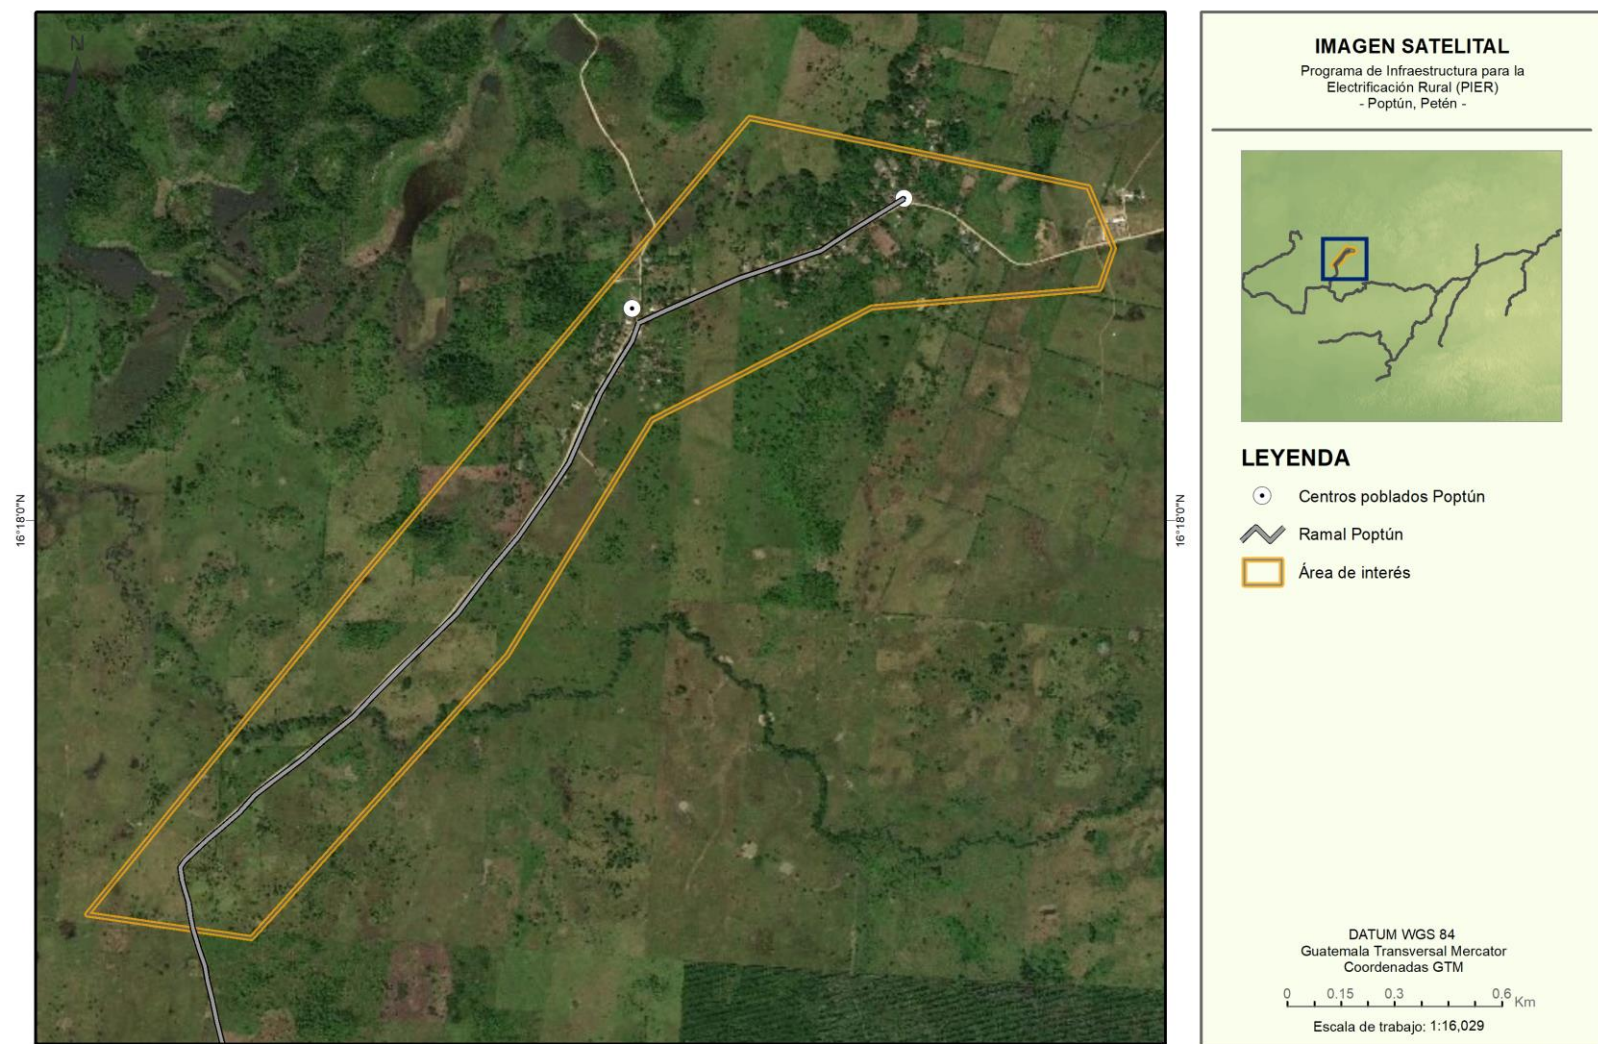 N
16°18'0"N
16°18'0"N
IMAGEN SATELITAL
Programa de Infraestructura para la
Electrificación Rural (PIER)
- Poptún, Petén -
LEYENDA
Centros poblados Poptún
Ramal Poptún
Área de interés
DATUM WGS 84
Guatemala Transversal Mercator
Coordenadas GTM
0 0.15 0.3 0.6 Km
Escala de trabajo: 1:16,029